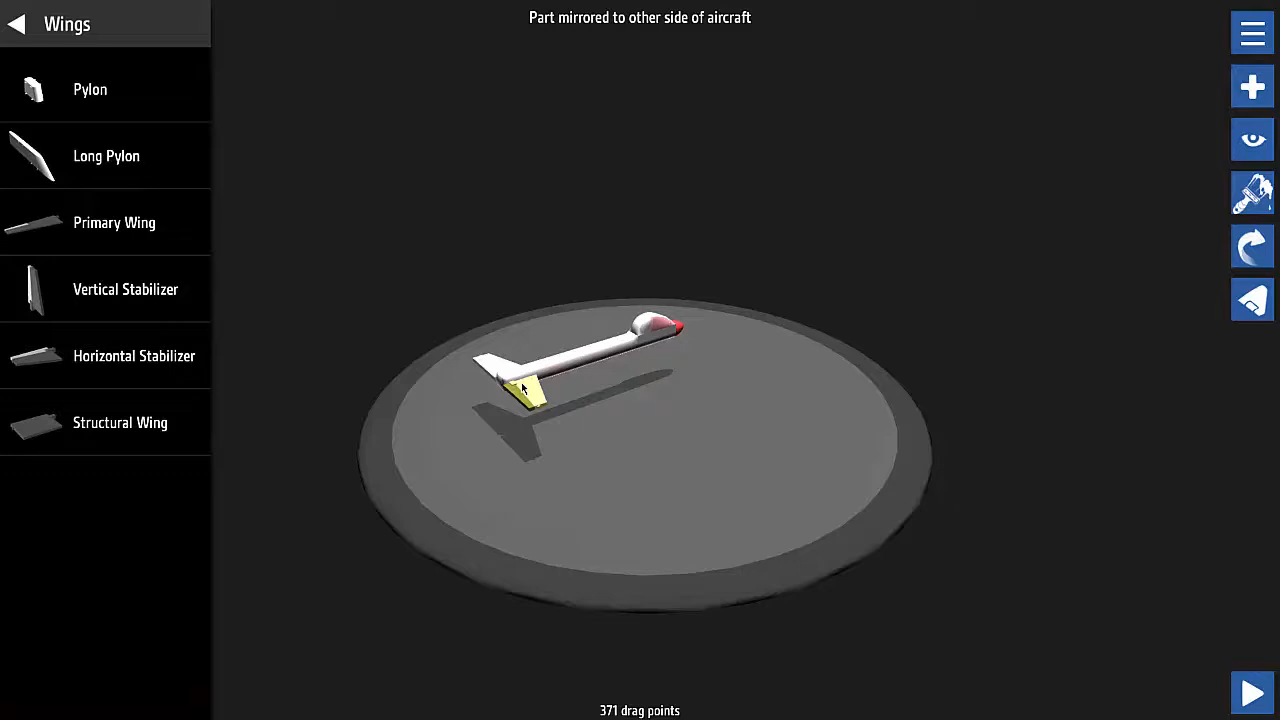 Wings
Part mirrored to other side of aircraft
Pylon
Long Pylon
Primary Wing
Vertical Stabilizer
Horizontal Stabilizer
Structural Wing
371 drag points